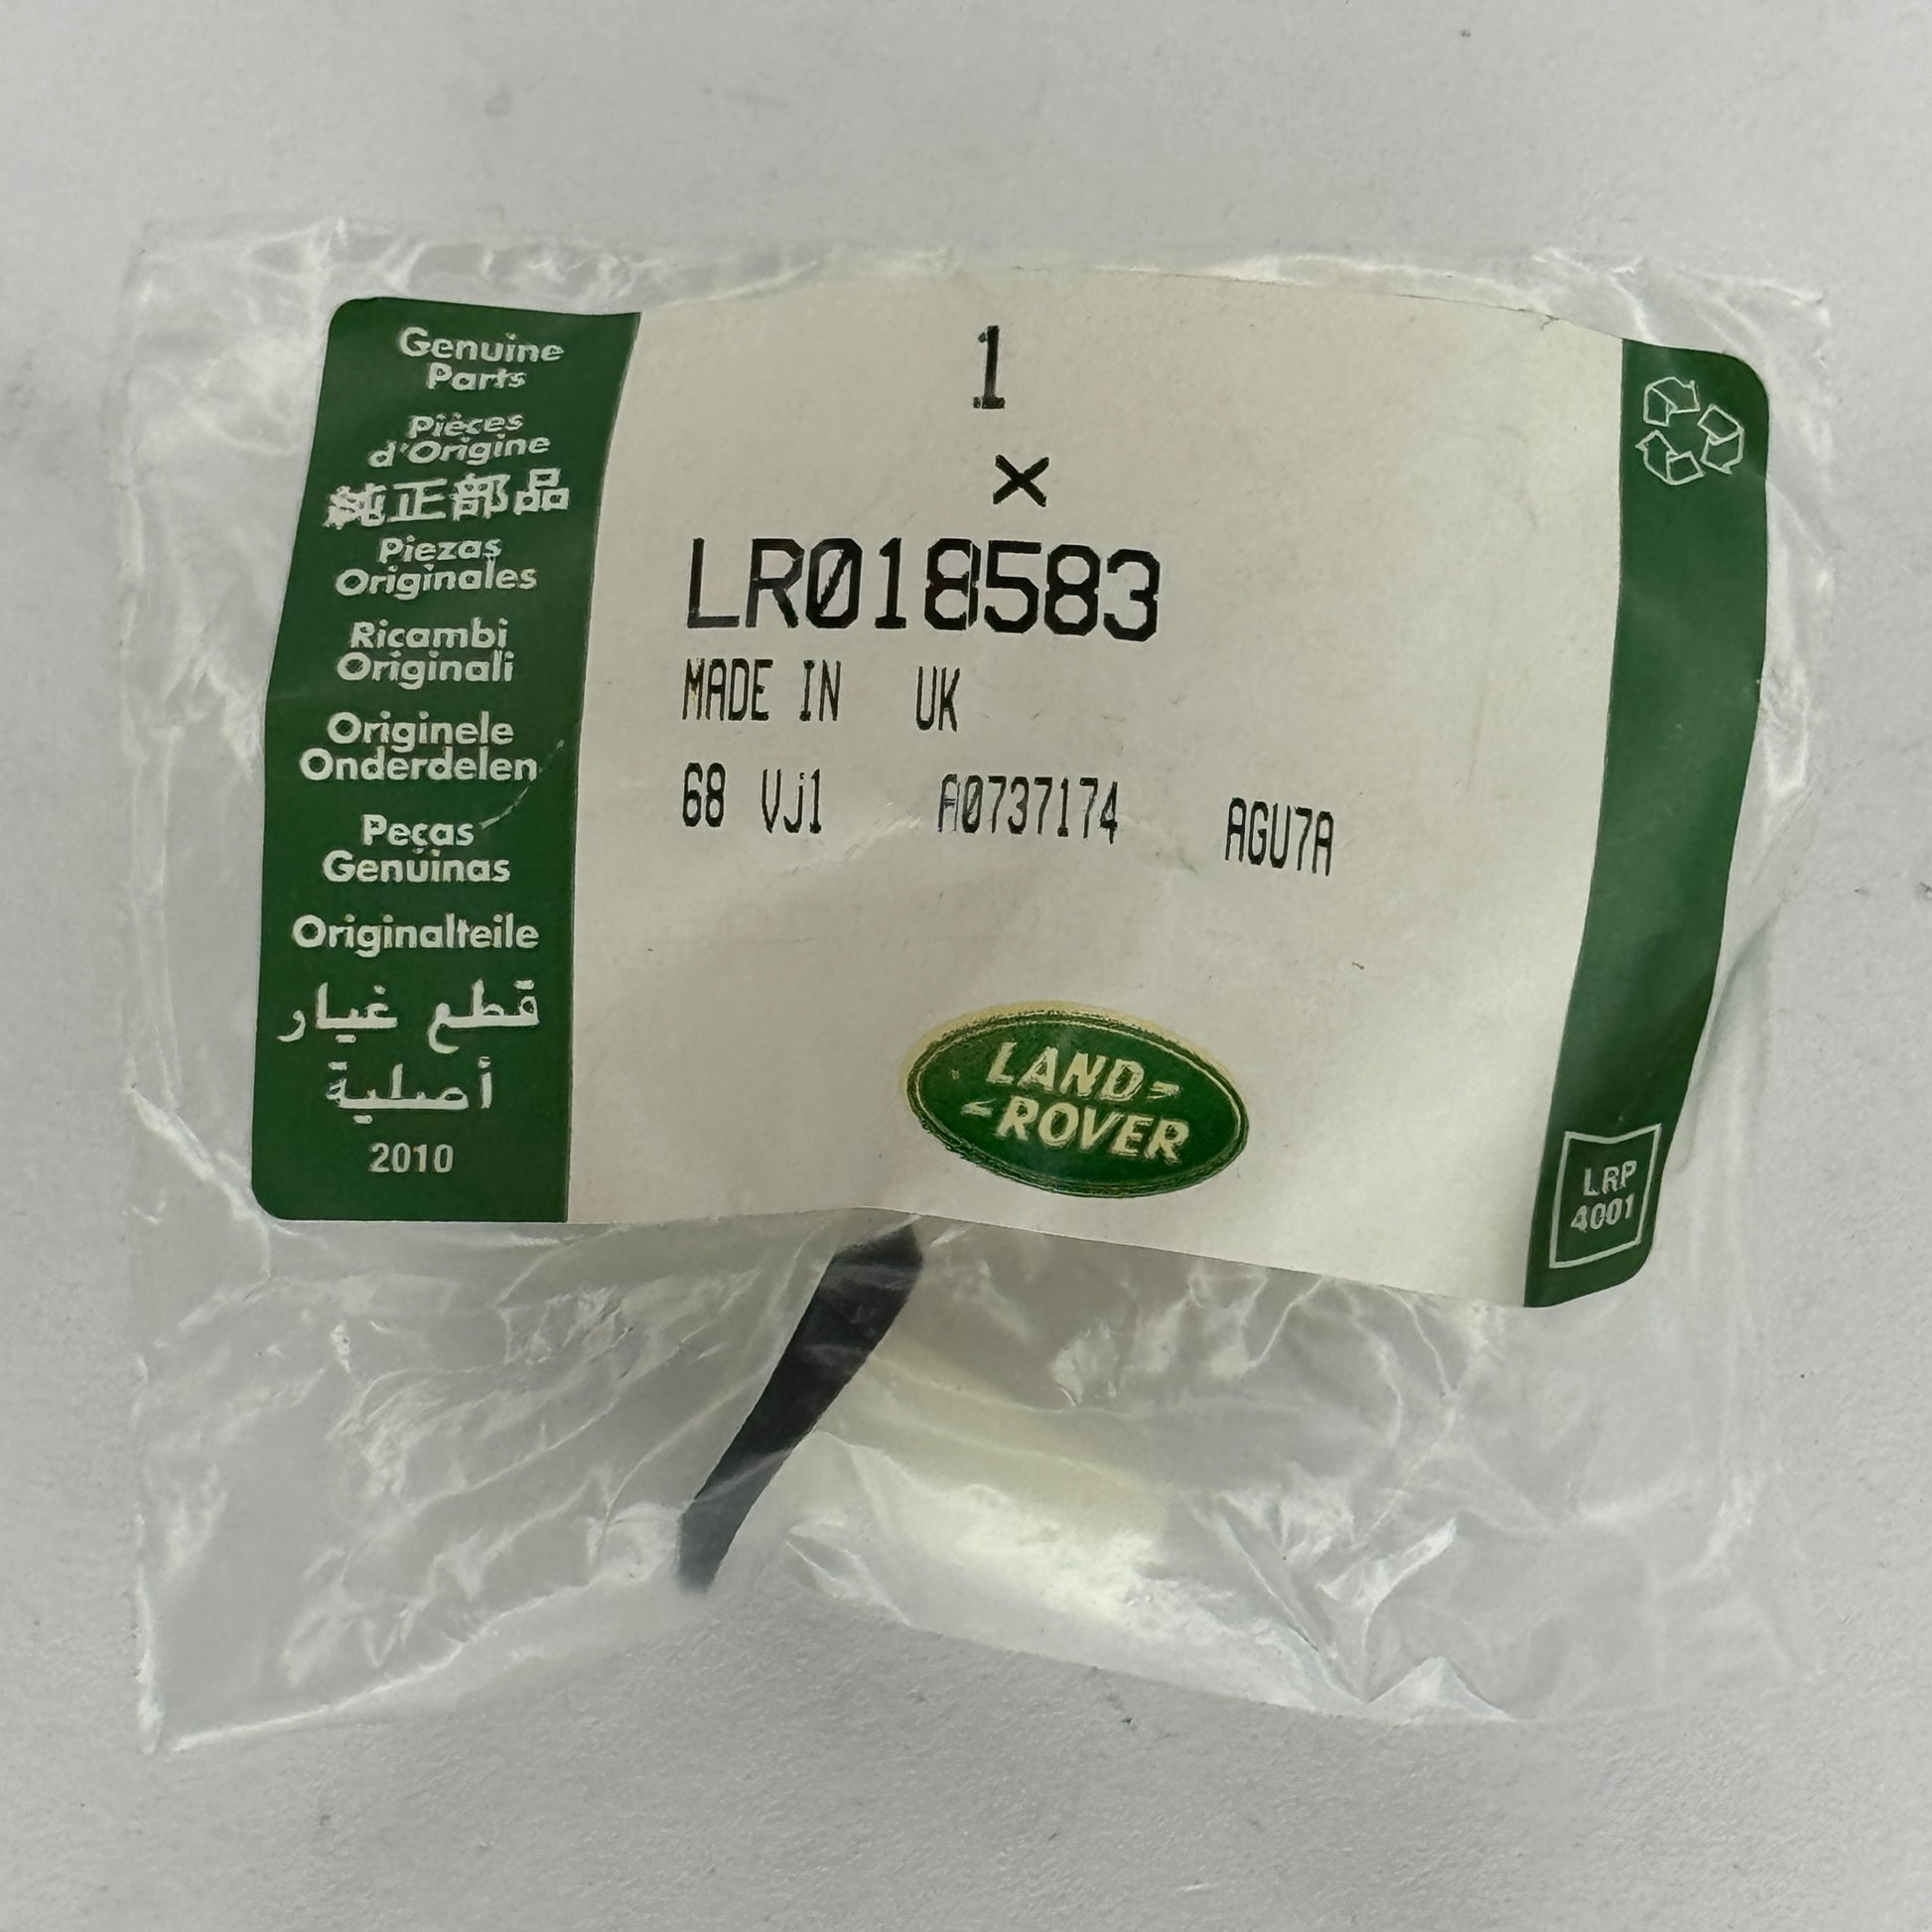 Genuine
Parts
Pièces
d'Origine
純正部品
Piezas
Originales
Ricambi
Originali
Originele
Onderdelen
Peças
Genúinas
Originalteile
قطع غيار
أصلية
2010
1
×
LR018583
MADE IN UK
68 Vj1 A0737174 AGU7A
LAND
ROVER
LRP
4001